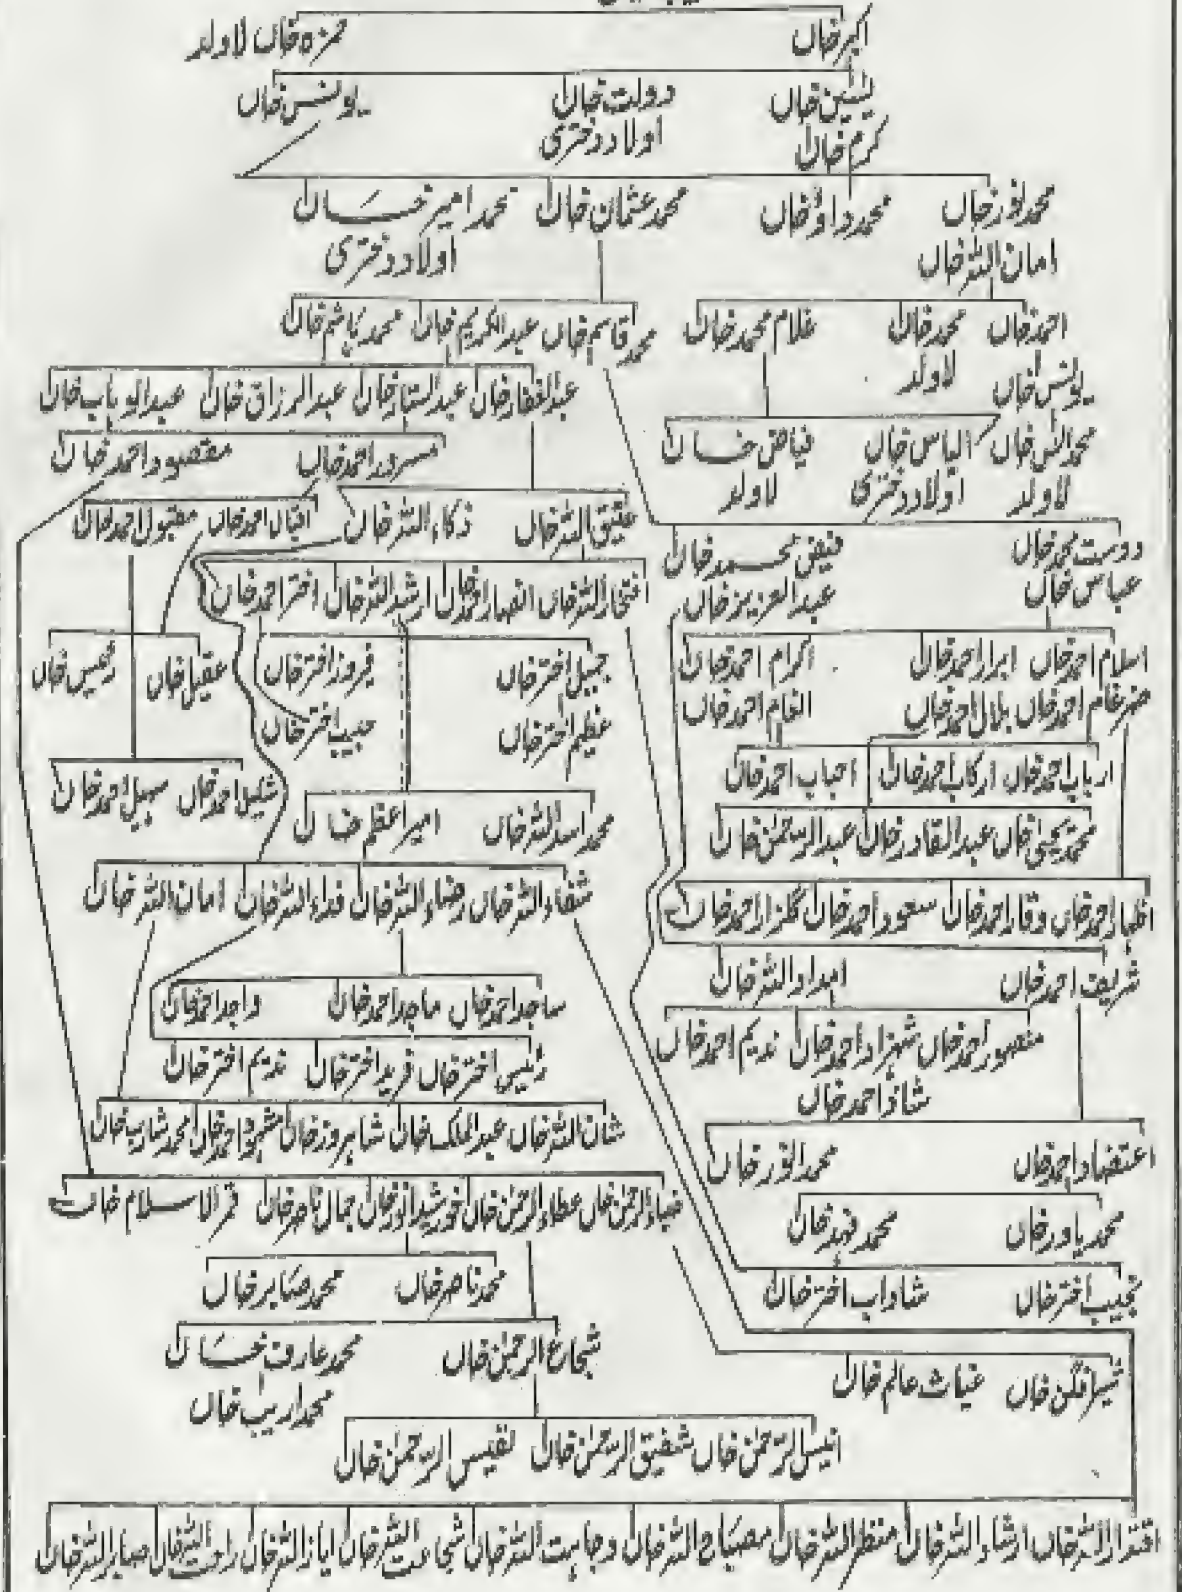 اکبر خاں حمزہ خاں لاولد
یٰسین خاں دولت خاں یونس خاں
کرم خاں اولاد دختری
محمد نور خاں محمد داؤد خاں محمد عثمان خاں محمد امیر خساں
امان اللہ خاں اولاد دختری
احمد خاں محمد خاں غلام محمد خاں محمد قاسم خاں عبدالکریم خاں محمد ہاشم خاں
یونس خاں لاولد عبدالغفار خاں عبدالستار خاں عبدالرزاق خاں عبدالوہاب خاں
محمد انس خاں الیاس خاں فیاض خساں مسرور احمد خاں مقصود احمد خاں
لاولد اولاد دختری لاولد عتیق اللہ خاں ذکاء اللہ خاں اقبال احمد خاں مقبول احمد خاں
دوست محمد خاں فیض محمد خاں
عباس خاں عبدالعزیز خاں افتخار اللہ خاں انصار احمد خاں ارشد اللہ خاں اختر احمد خاں
اسلام احمد خاں ابرار احمد خاں اکرام احمد خاں جمیل اختر خاں فیروز اختر خاں عقیل خاں
ضرغام احمد خاں بلال احمد خاں انعام احمد خاں عظیم اختر خاں حبیب اختر خاں
ارباب احمد خاں ارکاب احمد خاں احباب احمد خاں شکیل احمد خاں سہیل احمد خاں
محمد یحییٰ خاں عبدالقادر خاں عبدالرحمٰن خاں محمد اسد اللہ خاں امیر اعظم خاں
اظہار احمد خاں وقار احمد خاں سعود احمد خاں گلزار احمد خاں شفاء اللہ خاں رضاء اللہ خاں فداء اللہ خاں امان اللہ خاں
شریف احمد خاں امداد اللہ خاں ساجد احمد خاں ماجد احمد خاں واجد احمد خاں
منصور احمد خاں شہزاد احمد خاں ندیم احمد خاں رئیس اختر خاں فرید اختر خاں ندیم اختر خاں
شاذ احمد خاں
شان اللہ خاں عبدالملک خاں شاہروز خاں محمد شاریب خاں
اعتضاد احمد خاں محمد انور خاں
ضیاء الرحمٰن خاں عطاء الرحمٰن خاں خورشید انور خاں جمال ناصر خاں قمر الاسلام خاں
محمد یاور خاں محمد فہد خاں
محمد ناصر خاں محمد صابر خاں
نجیب اختر خاں شاداب اختر خاں
شجاع الرحمٰن خاں محمد عارف خساں
شیر افگن خاں غیاث عالم خاں
محمد اریب خاں
انیس الرحمٰن خاں شفیق الرحمٰن خاں نفیس الرحمٰن خاں
اقتدار اللہ خاں ارشاد اللہ خاں منتظر اللہ خاں مصباح اللہ خاں وجاہت اللہ خاں شجاعت اللہ خاں ایاز اللہ خاں راحت اللہ خاں صابر اللہ خاں